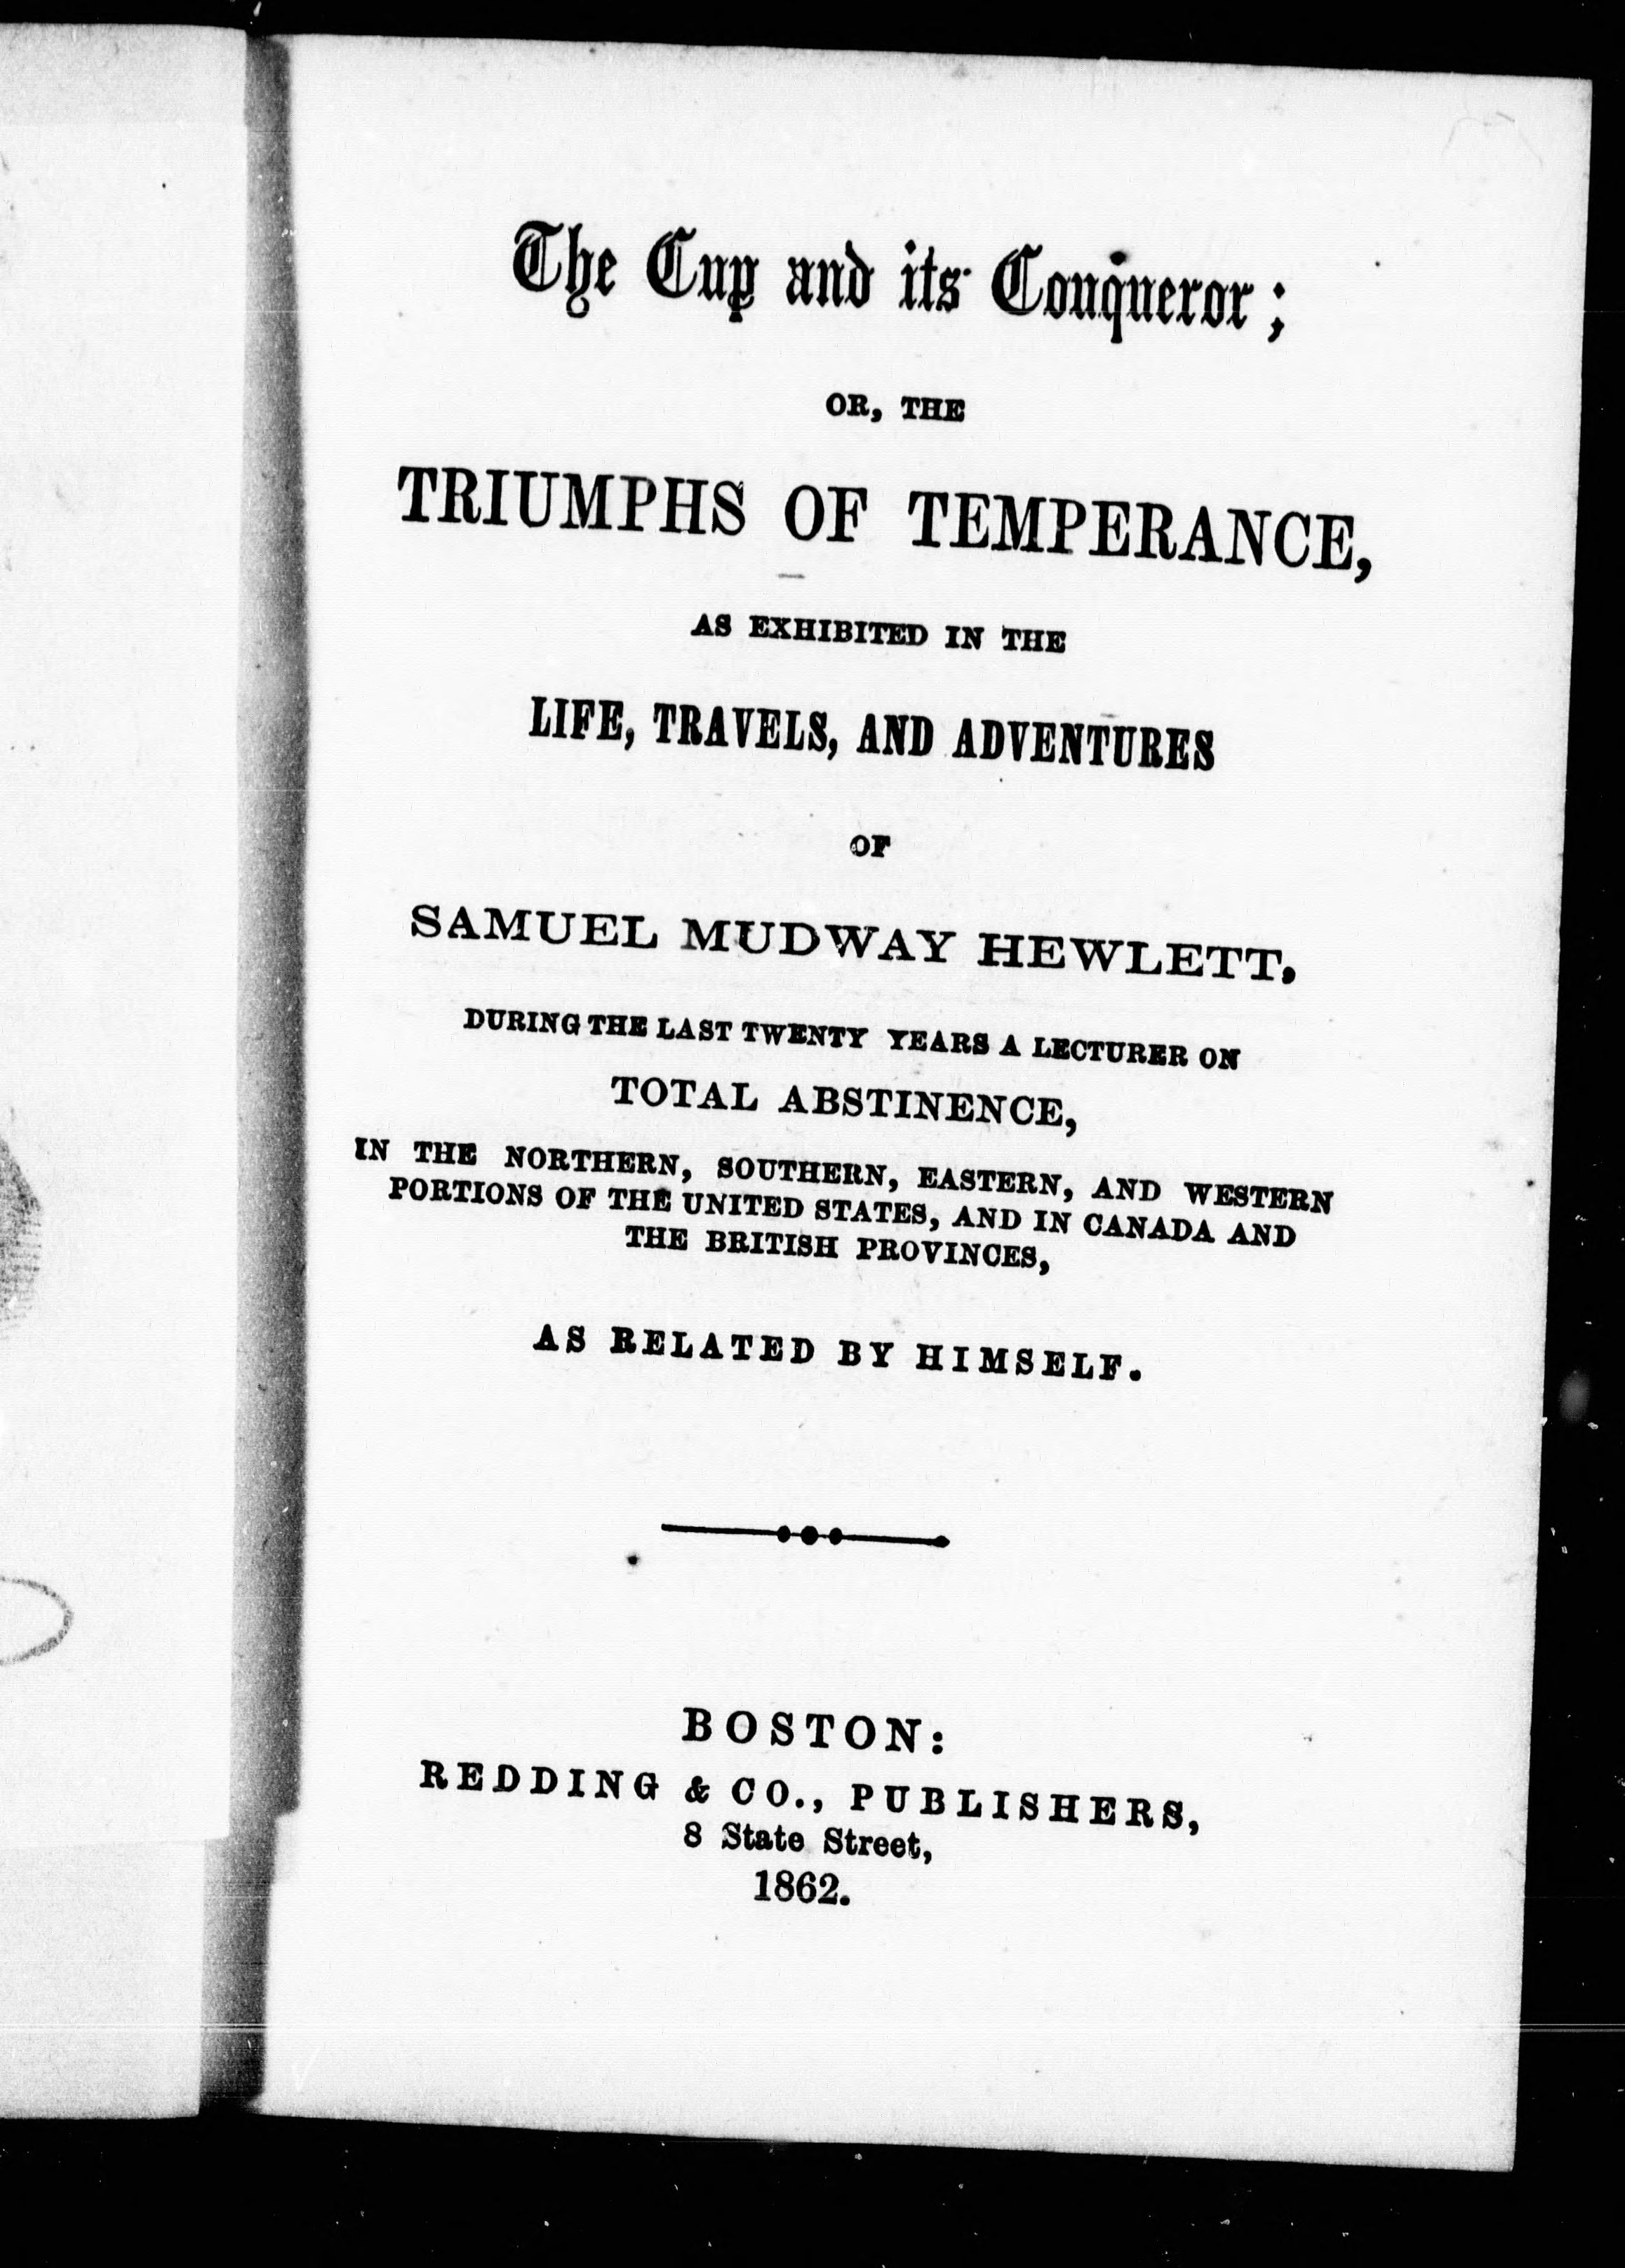 The Cup and its Conqueror;
OR, THE
TRIUMPHS OF TEMPERANCE,
AS EXHIBITED IN THE
LIFE, TRAVELS, AND ADVENTURES
OF
SAMUEL MUDWAY HEWLETT,
DURING THE LAST TWENTY YEARS A LECTURER ON
TOTAL ABSTINENCE,
IN THE NORTHERN, SOUTHERN, EASTERN, AND WESTERN
PORTIONS OF THE UNITED STATES, AND IN CANADA AND
THE BRITISH PROVINCES,
AS RELATED BY HIMSELF.
BOSTON:
REDDING & CO., PUBLISHERS,
8 State Street,
1862.